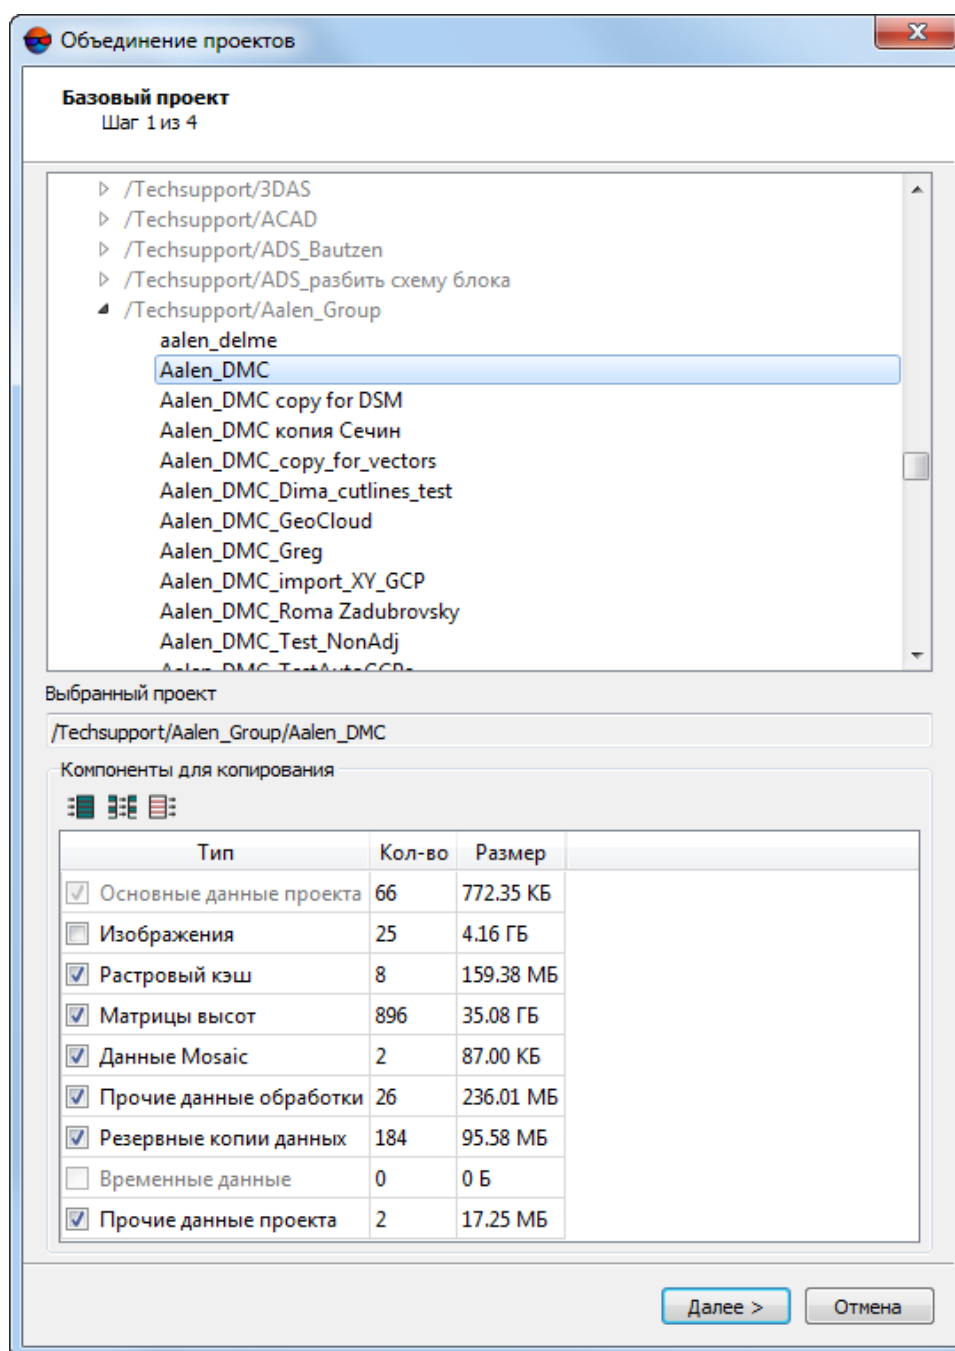 Объединение проектов
Базовый проект
Шаг 1 из 4
/Techsupport/3DAS
/Techsupport/ACAD
/Techsupport/ADS_Bautzen
/Techsupport/ADS_разбить схему блока
/Techsupport/Aalen_Group
aalen_delme
Aalen_DMC
Aalen_DMC copy for DSM
Aalen_DMC копия Сечин
Aalen_DMC_copy_for_vectors
Aalen_DMC_Dima_cutlines_test
Aalen_DMC_GeoCloud
Aalen_DMC_Greg
Aalen_DMC_import_XY_GCP
Aalen_DMC_Roma Zadubrovsky
Aalen_DMC_Test_NonAdj
Aalen_DMC_TestAutoGCPs
Выбранный проект
/Techsupport/Aalen_Group/Aalen_DMC
Компоненты для копирования
Тип Кол-во Размер
Основные данные проекта 66 772.35 КБ
Изображения 25 4.16 ГБ
Растровый кэш 8 159.38 МБ
Матрицы высот 896 35.08 ГБ
Данные Mosaic 2 87.00 КБ
Прочие данные обработки 26 236.01 МБ
Резервные копии данных 184 95.58 МБ
Временные данные 0 0 Б
Прочие данные проекта 2 17.25 МБ
Далее > Отмена